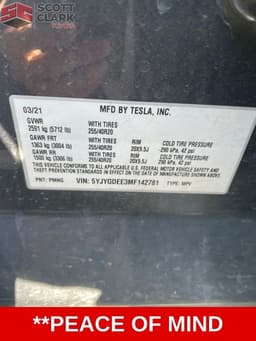 SCOTT
CLARK
03/21
MFD BY TESLA, INC.
GVWR
2591 kg (5712 lb)
WITH TIRES
255/40R20
GAWR FRT
1363 kg (3004 lb)
WITH TIRES
255/40R20
RIM
20X9.5J
COLD TIRE PRESSURE
290 kPa, 42 psi
GAWR RR
1500 kg (3306 lb)
WITH TIRES
255/40R20
RIM
20X9.5J
COLD TIRE PRESSURE
290 kPa, 42 psi
THIS VEHICLE CONFORMS TO ALL APPLICABLE FEDERAL MOTOR VEHICLE SAFETY AND
THEFT PREVENTION STANDARDS IN EFFECT ON THE DATE OF MANUFACTURE SHOWN ABOVE.
PNT: PMNG
VIN: 5YJYGDEE3MF142781
TYPE: MPV
**PEACE OF MIND